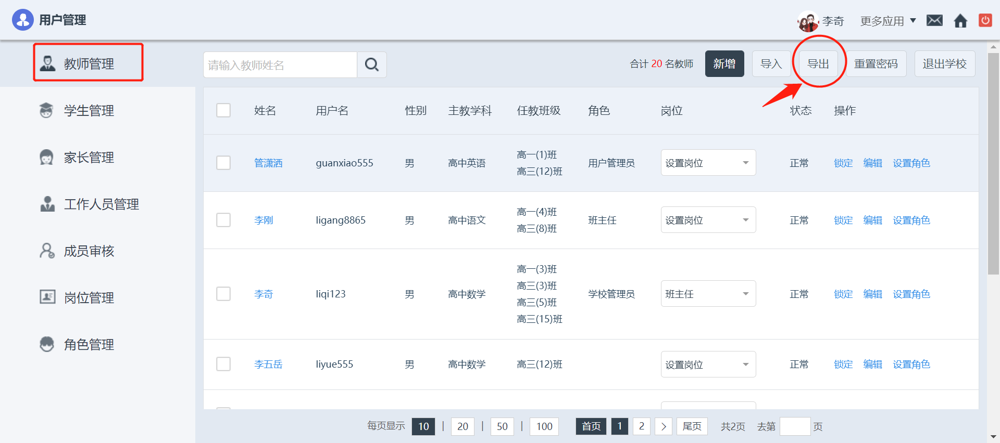 用户管理
李奇 更多应用
教师管理
学生管理
家长管理
工作人员管理
成员审核
岗位管理
角色管理
请输入教师姓名
合计 20 名教师 新增 导入 导出 重置密码 退出学校
姓名 用户名 性别 主教学科 任教班级 角色 岗位 状态 操作
管潇洒 guanxiao555 男 高中英语 高一(1)班 用户管理员 设置岗位 正常 锁定 编辑 设置角色
高三(12)班
李刚 ligang8865 男 高中语文 高一(4)班 班主任 设置岗位 正常 锁定 编辑 设置角色
高三(8)班
李奇 liqi123 男 高中数学 高一(3)班 学校管理员 班主任 正常 锁定 编辑 设置角色
高三(3)班
高三(5)班
高三(15)班
李五岳 liyue555 男 高中数学 高三(12)班 设置岗位 正常 锁定 编辑 设置角色
每页显示 10 | 20 | 50 | 100 首页 1 2 > 尾页 共2页 去第 页